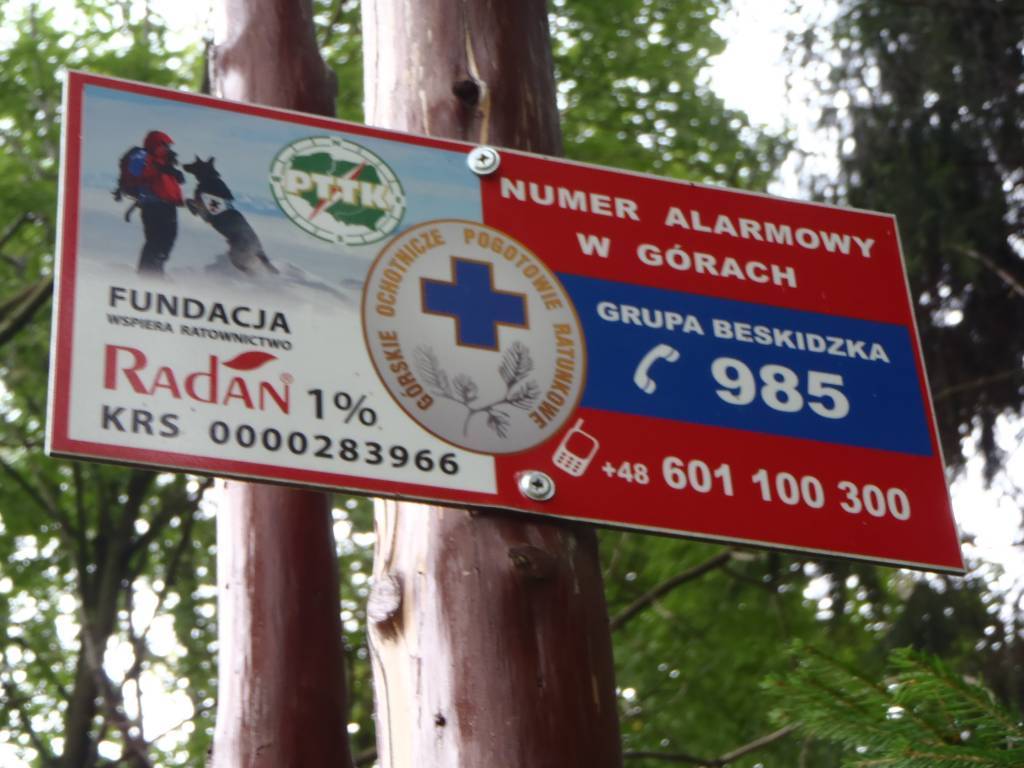 PTTK
FUNDACJA
WSPIERA RATOWNICTWO
RadAN® 1%
KRS 0000283966
GÓRSKIE OCHOTNICZE POGOTOWIE RATUNKOWE
NUMER ALARMOWY
W GÓRACH
GRUPA BESKIDZKA
985
+48 601 100 300